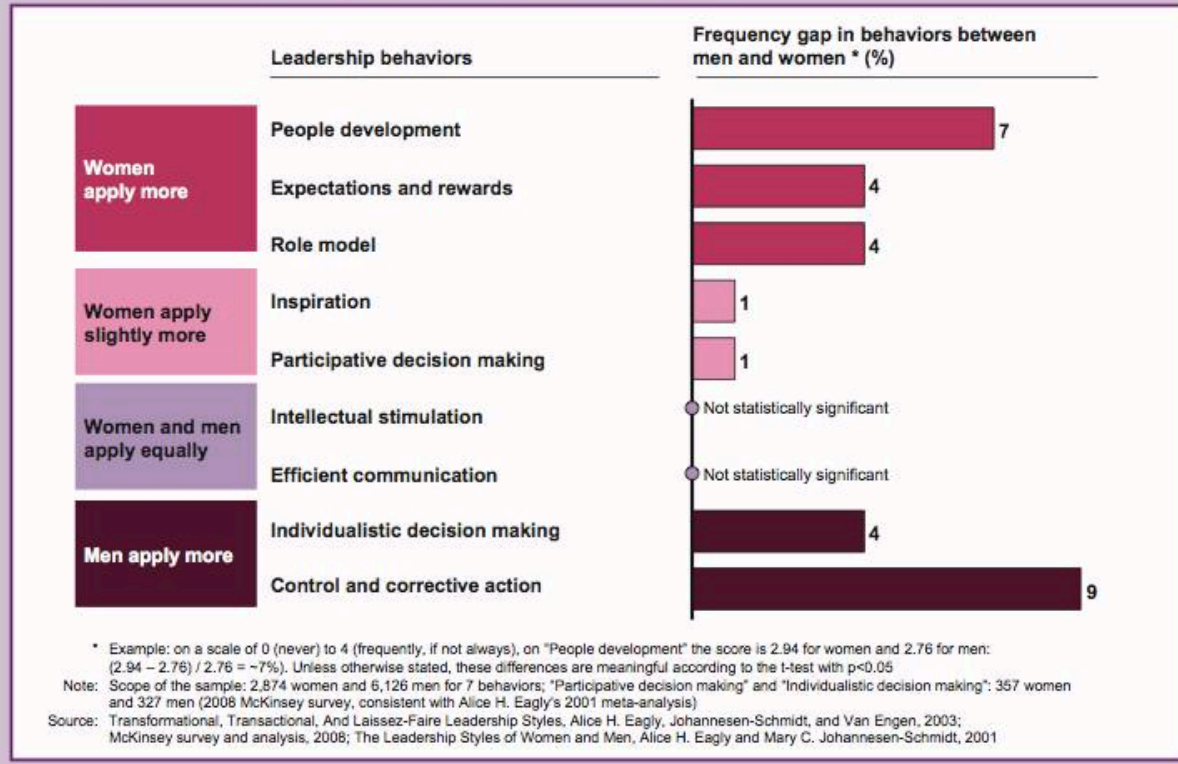 Leadership behaviors
Frequency gap in behaviors between
men and women * (%)
Women
apply more
People development
7
Expectations and rewards
4
Role model
4
Women apply
slightly more
Inspiration
1
Participative decision making
1
Women and men
apply equally
Intellectual stimulation
Not statistically significant
Efficient communication
Not statistically significant
Men apply more
Individualistic decision making
4
Control and corrective action
9
* Example: on a scale of 0 (never) to 4 (frequently, if not always), on "People development" the score is 2.94 for women and 2.76 for men:
(2.94 – 2.76) / 2.76 = ~7%). Unless otherwise stated, these differences are meaningful according to the t-test with p<0.05
Note: Scope of the sample: 2,874 women and 6,126 men for 7 behaviors; "Participative decision making" and "Individualistic decision making": 357 women
and 327 men (2008 McKinsey survey, consistent with Alice H. Eagly's 2001 meta-analysis)
Source: Transformational, Transactional, And Laissez-Faire Leadership Styles, Alice H. Eagly, Johannesen-Schmidt, and Van Engen, 2003;
McKinsey survey and analysis, 2008; The Leadership Styles of Women and Men, Alice H. Eagly and Mary C. Johannesen-Schmidt, 2001